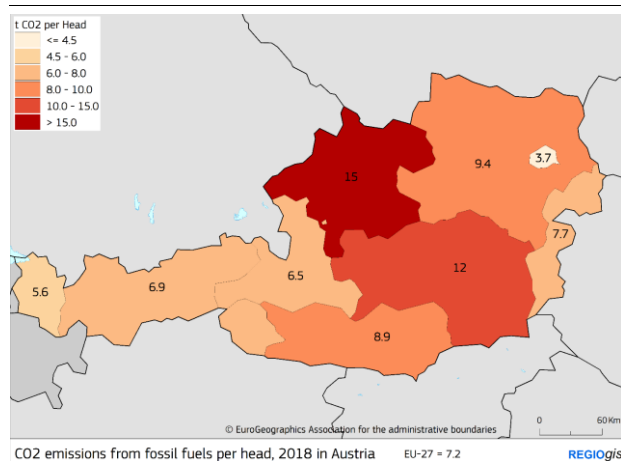 t CO2 per Head
<= 4.5
4.5 - 6.0
6.0 - 8.0
8.0 - 10.0
10.0 - 15.0
> 15.0
15
9.4
3.7
7.7
12
6.5
6.9
5.6
8.9
© EuroGeographics Association for the administrative boundaries
0 60 Km
CO2 emissions from fossil fuels per head, 2018 in Austria EU-27 = 7.2 REGIOgis